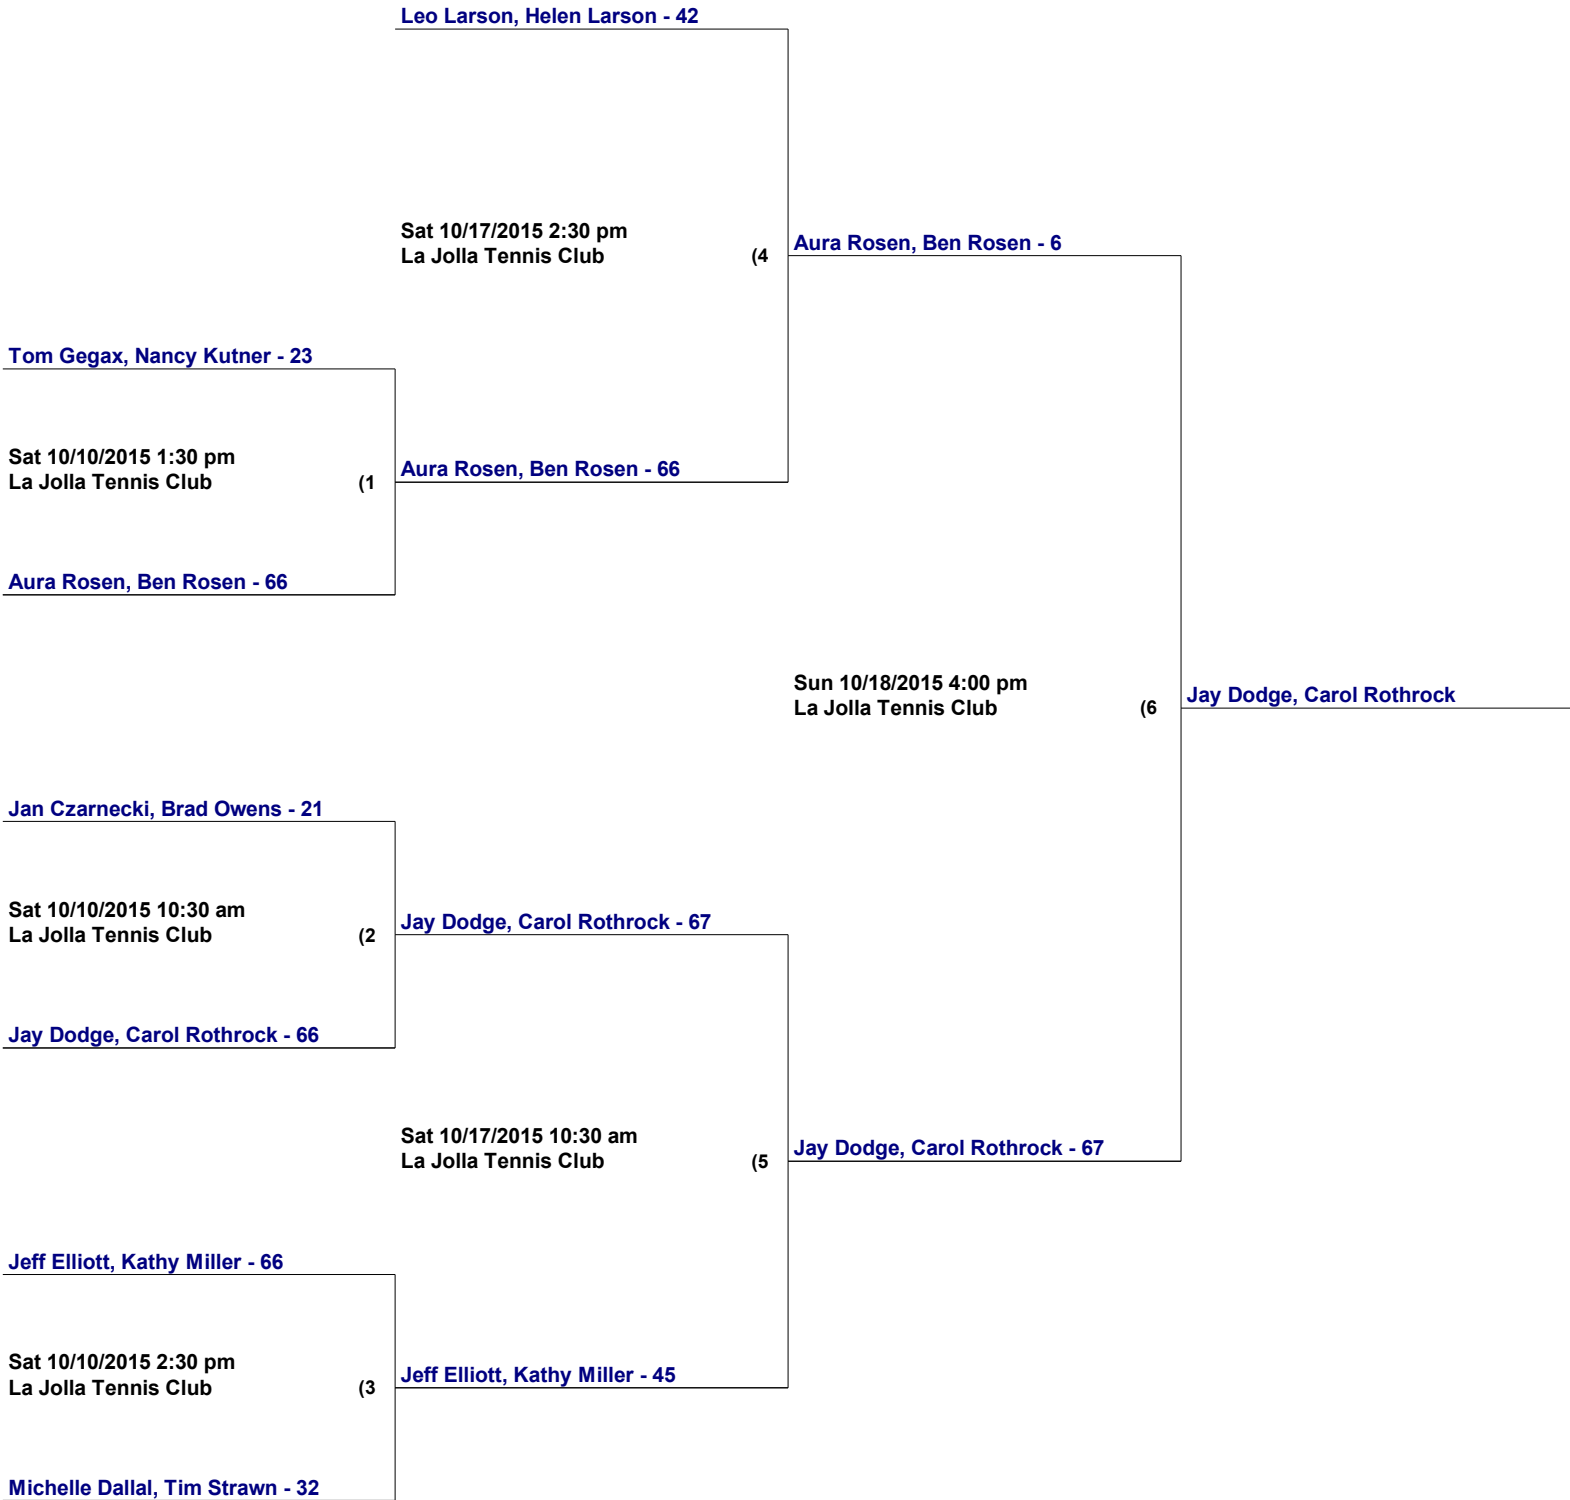 Leo Larson, Helen Larson - 42
Sat 10/17/2015 2:30 pm
La Jolla Tennis Club (4
Aura Rosen, Ben Rosen - 6
Tom Gegax, Nancy Kutner - 23
Sat 10/10/2015 1:30 pm
La Jolla Tennis Club (1
Aura Rosen, Ben Rosen - 66
Aura Rosen, Ben Rosen - 66
Sun 10/18/2015 4:00 pm
La Jolla Tennis Club (6
Jay Dodge, Carol Rothrock
Jan Czarnecki, Brad Owens - 21
Sat 10/10/2015 10:30 am
La Jolla Tennis Club (2
Jay Dodge, Carol Rothrock - 67
Jay Dodge, Carol Rothrock - 66
Sat 10/17/2015 10:30 am
La Jolla Tennis Club (5
Jay Dodge, Carol Rothrock - 67
Jeff Elliott, Kathy Miller - 66
Sat 10/10/2015 2:30 pm
La Jolla Tennis Club (3
Jeff Elliott, Kathy Miller - 45
Michelle Dallal, Tim Strawn - 32